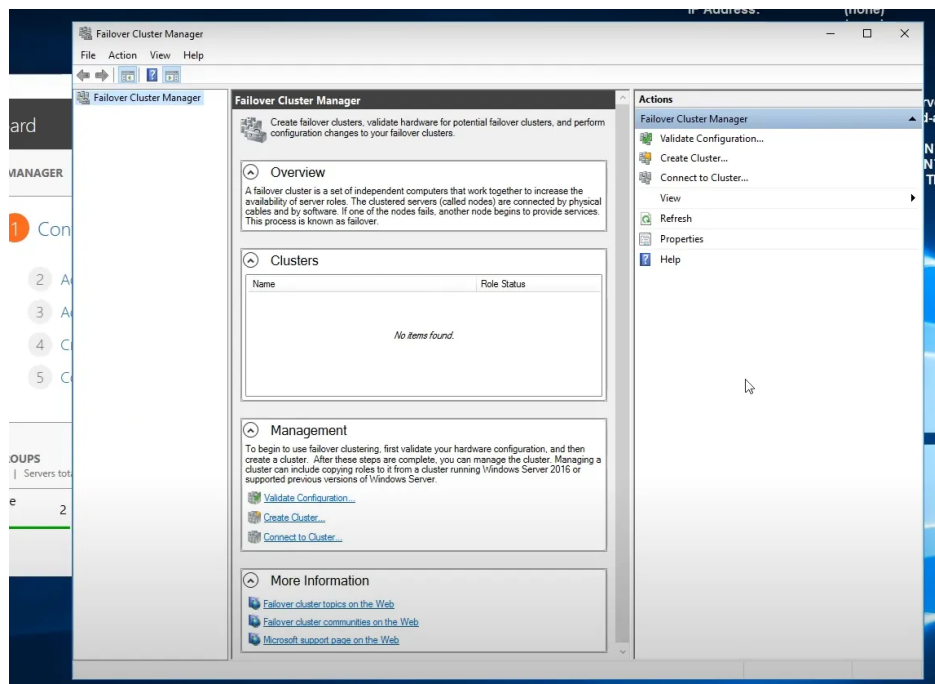 IP Address: (none)
Failover Cluster Manager
File Action View Help
Failover Cluster Manager
Failover Cluster Manager
Create failover clusters, validate hardware for potential failover clusters, and perform
configuration changes to your failover clusters.
Overview
A failover cluster is a set of independent computers that work together to increase the
availability of server roles. The clustered servers (called nodes) are connected by physical
cables and by software. If one of the nodes fails, another node begins to provide services.
This process is known as failover.
Clusters
Name Role Status
No items found.
Management
To begin to use failover clustering, first validate your hardware configuration, and then
create a cluster. After these steps are complete, you can manage the cluster. Managing a
cluster can include copying roles to it from a cluster running Windows Server 2016 or
supported previous versions of Windows Server.
Validate Configuration...
Create Cluster...
Connect to Cluster...
More Information
Failover cluster topics on the Web
Failover cluster communities on the Web
Microsoft support page on the Web
Actions
Failover Cluster Manager
Validate Configuration...
Create Cluster...
Connect to Cluster...
View
Refresh
Properties
Help
ard
MANAGER
1 Con
2 A
3 A
4 C
5 C
OUPS
| Servers tot
e
2